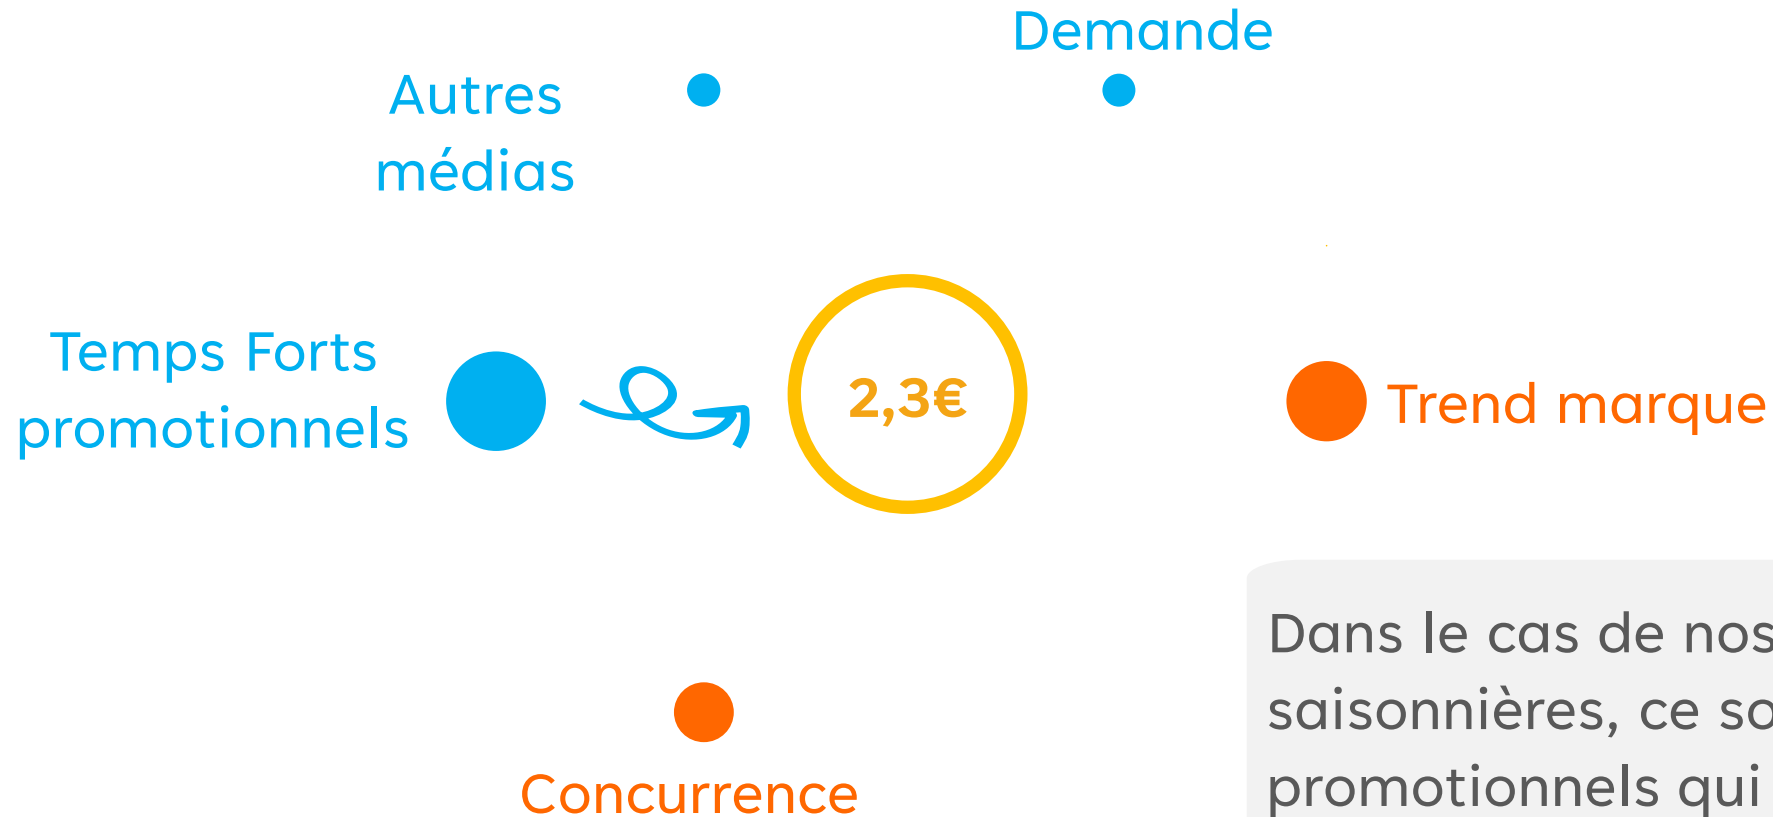 Demande
Autres
médias
Temps Forts
promotionnels
2,3€
Trend marque
Concurrence
Dans le cas de nos
saisonnières, ce so
promotionnels qui